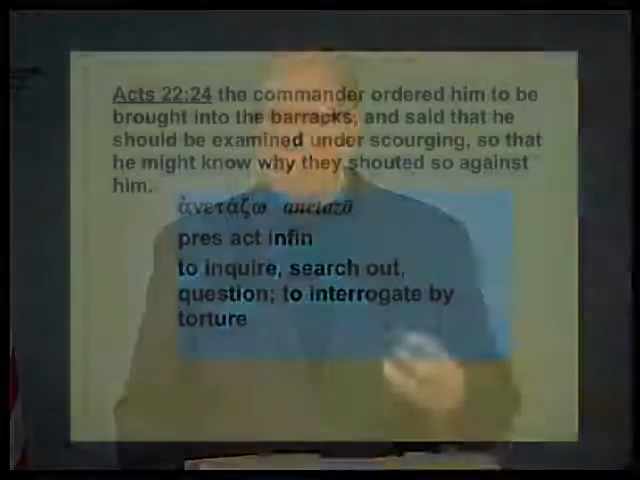 Acts 22:24 the commander ordered him to be
brought into the barracks, and said that he
should be examined under scourging, so that
he might know why they shouted so against
him.
ἀνετάζω anetazō
pres act infin
to inquire, search out,
question; to interrogate by
torture